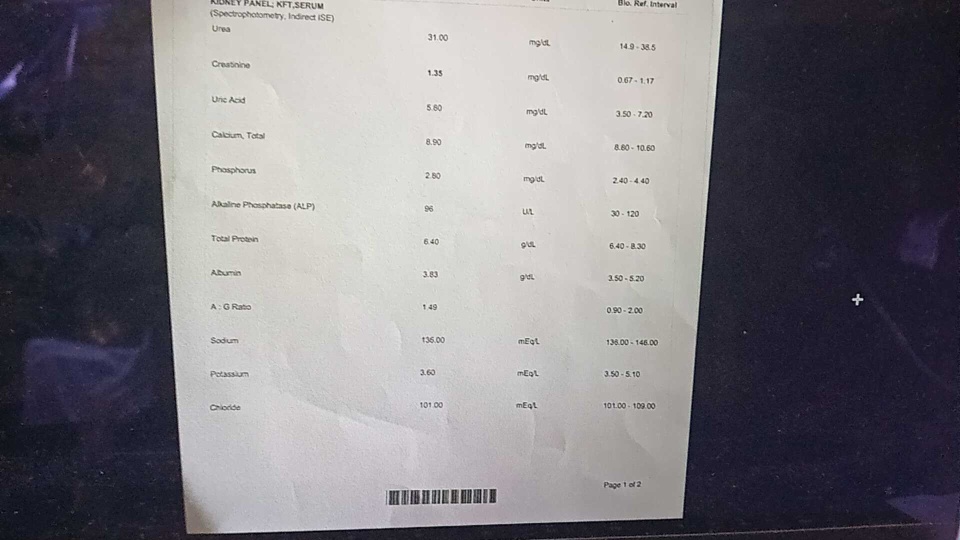 KIDNEY PANEL; KFT,SERUM
Bio. Ref. Interval
(Spectrophotometry, Indirect ISE)
Urea 31.00 mg/dL 14.9 - 38.5
Creatinine 1.35 mg/dL 0.67 - 1.17
Uric Acid 5.60 mg/dL 3.50 - 7.20
Calcium, Total 8.90 mg/dL 8.80 - 10.60
Phosphorus 2.80 mg/dL 2.40 - 4.40
Alkaline Phosphatase (ALP) 96 U/L 30 - 120
Total Protein 6.40 g/dL 6.40 - 8.30
Albumin 3.83 g/dL 3.50 - 5.20
A : G Ratio 1.49 0.90 - 2.00
Sodium 136.00 mEq/L 136.00 - 146.00
Potassium 3.60 mEq/L 3.50 - 5.10
Chloride 101.00 mEq/L 101.00 - 109.00
Page 1 of 2